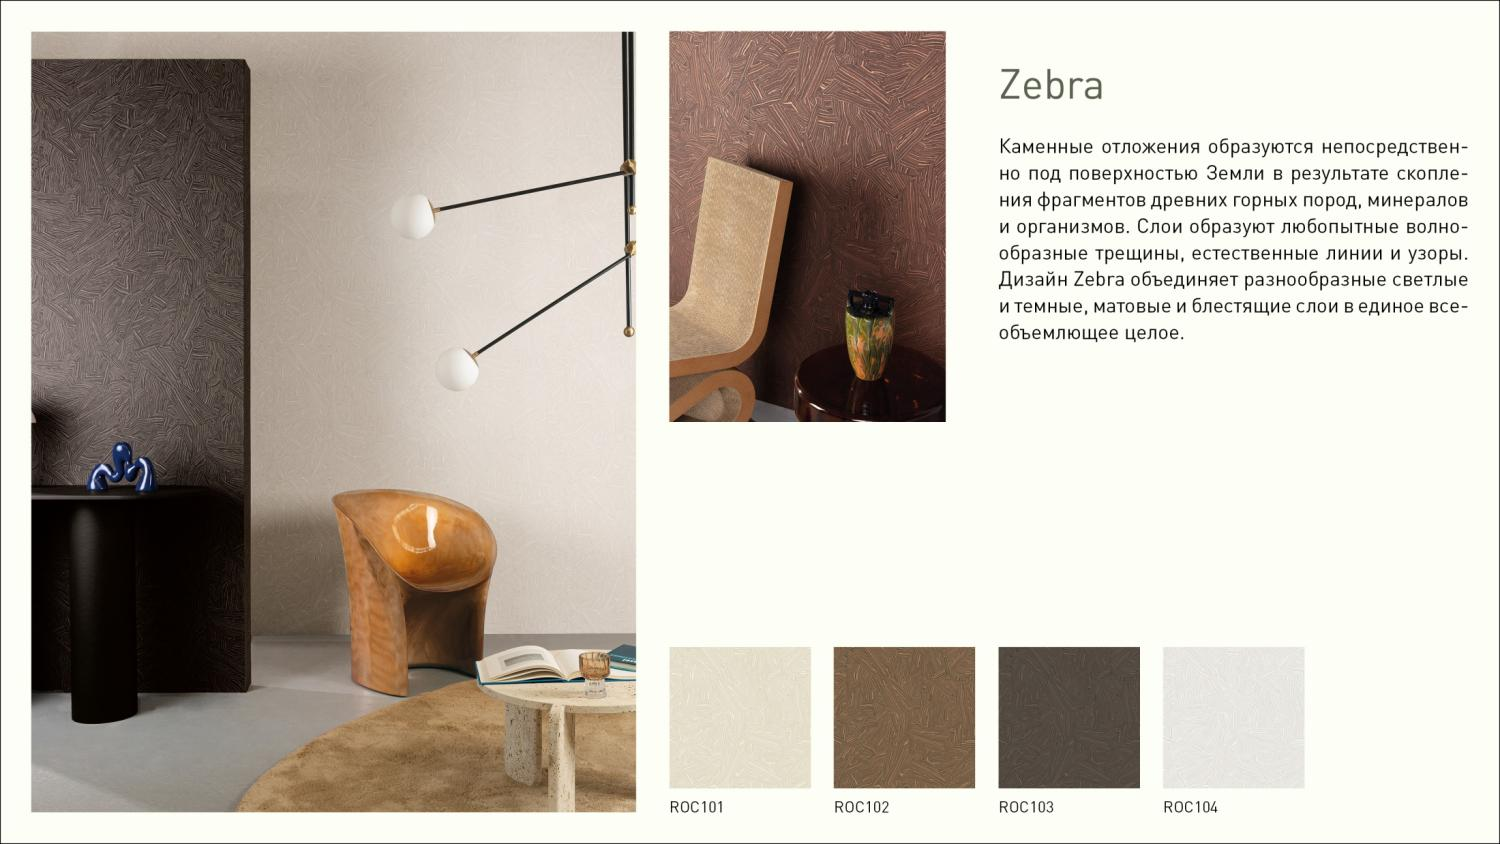 Zebra
Каменные отложения образуются непосредствен-
но под поверхностью Земли в результате скопле-
ния фрагментов древних горных пород, минералов
и организмов. Слои образуют любопытные волно-
образные трещины, естественные линии и узоры.
Дизайн Zebra объединяет разнообразные светлые
и темные, матовые и блестящие слои в единое все-
объемлющее целое.
ROC101
ROC102
ROC103
ROC104